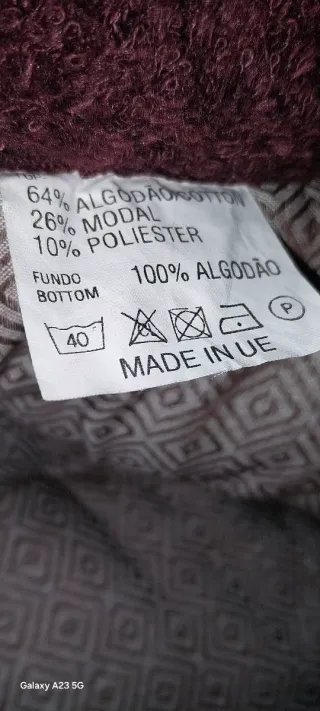 64% ALGODÃO/COTTON
26% MODAL
10% POLIESTER
FUNDO 100% ALGODÃO
BOTTOM
40 P
MADE IN UE
Galaxy A23 5G